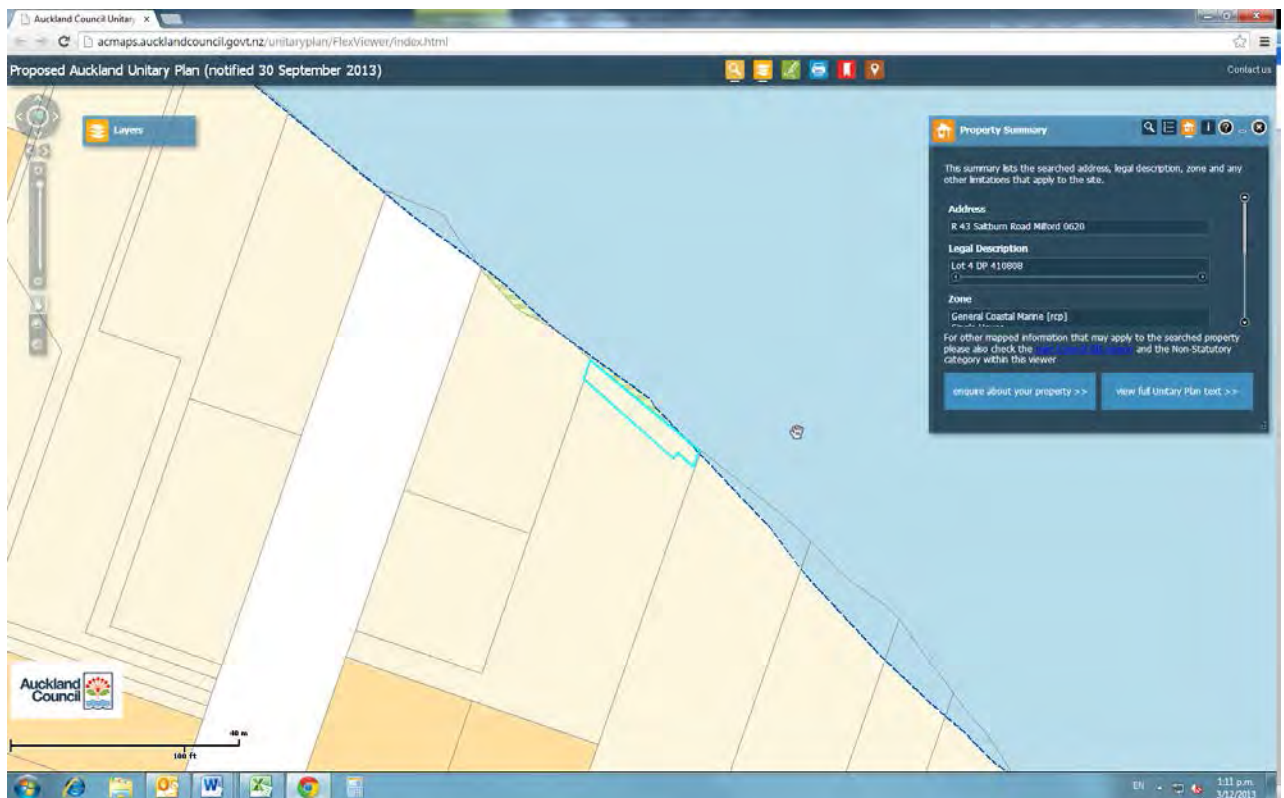 Auckland Council Unitary
acmaps.aucklandcouncil.govt.nz/unitaryplan/FlexViewer/index.html
Proposed Auckland Unitary Plan (notified 30 September 2013)
Contact us
Layers
Property Summary
This summary lists the searched address, legal description, zone and any
other limitations that apply to the site.
Address
R 43 Saltburn Road Milford 0620
Legal Description
Lot 4 DP 410808
Zone
General Coastal Marine [rcp]
For other mapped information that may apply to the searched property
please also check the
and the Non-Statutory
category within this viewer
enquire about your property >>
view full Unitary Plan text >>
Auckland
Council
40 m
100 ft
EN
1:11 p.m.
3/12/2013